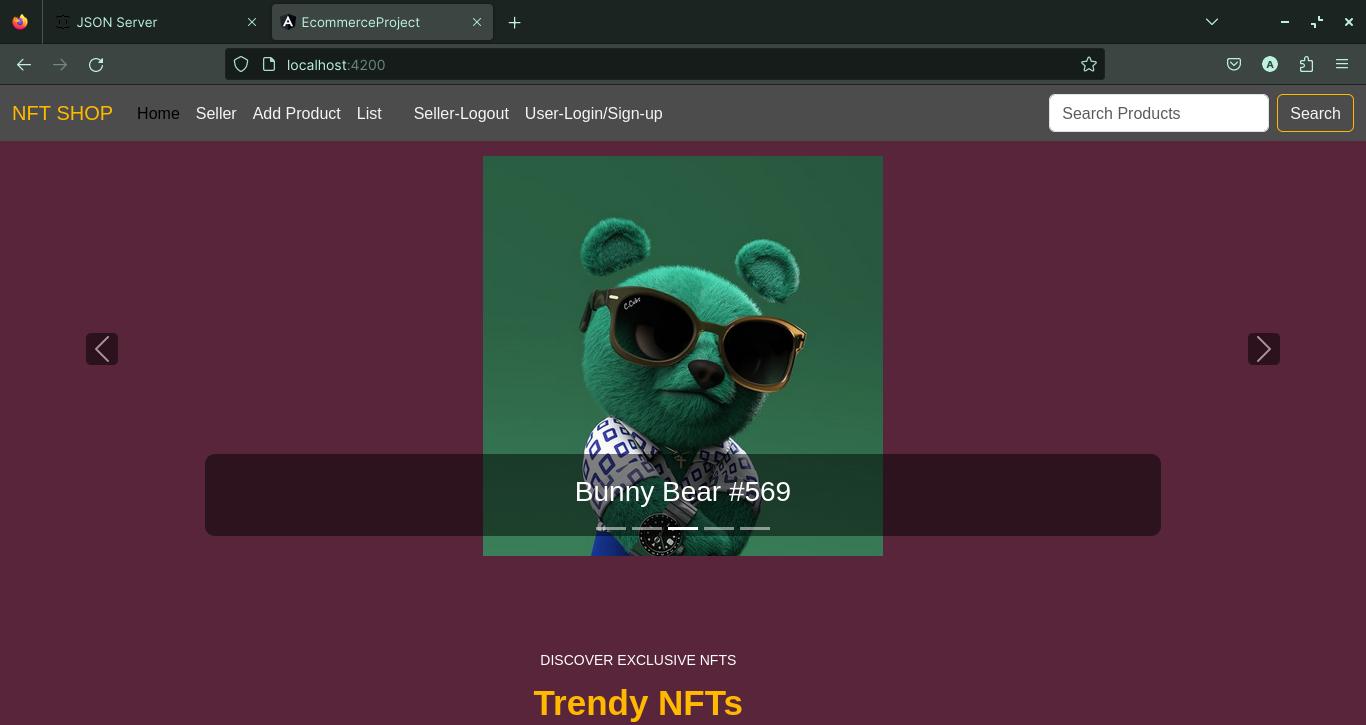 JSON Server
EcommerceProject
localhost:4200
A
NFT SHOP
Home
Seller
Add Product
List
Seller-Logout
User-Login/Sign-up
Search Products
Search
C.Cubs
Bunny Bear #569
DISCOVER EXCLUSIVE NFTS
Trendy NFTs